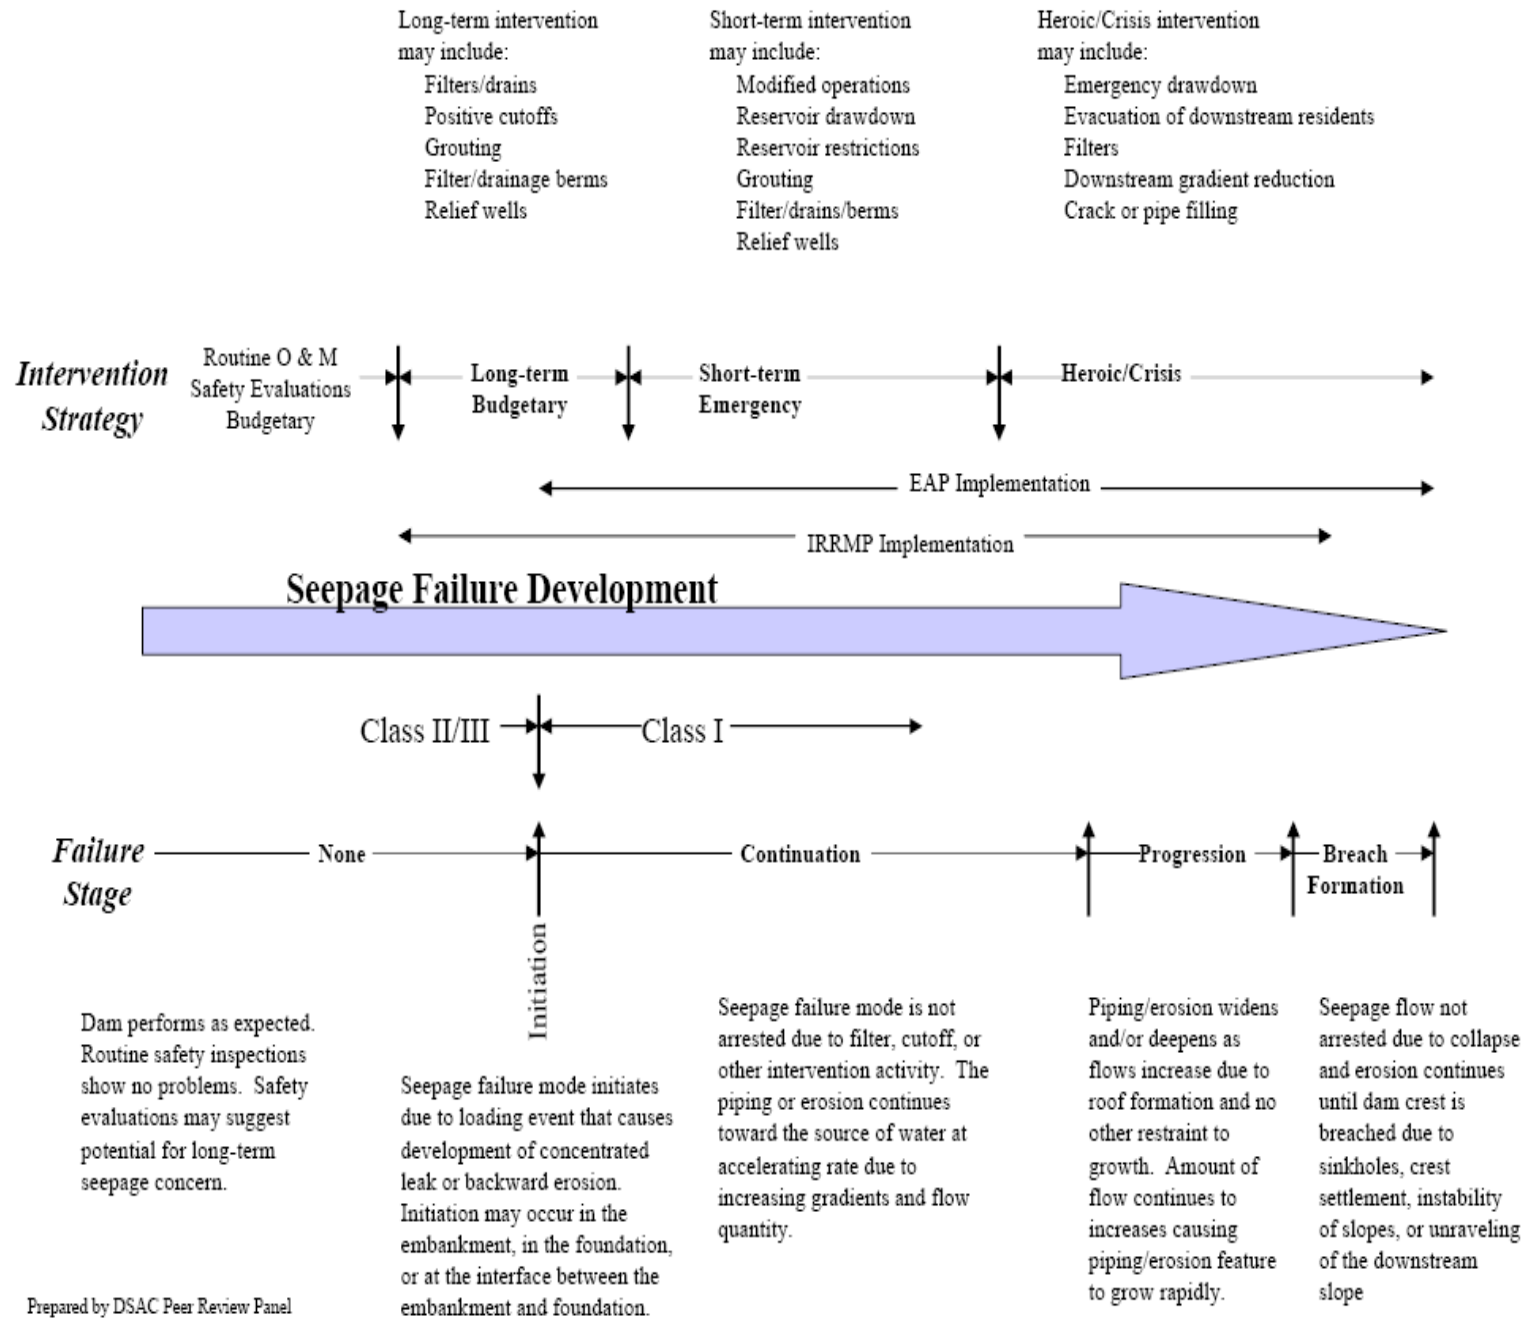 Long-term intervention
may include:
Filters/drains
Positive cutoffs
Grouting
Filter/drainage berms
Relief wells
Short-term intervention
may include:
Modified operations
Reservoir drawdown
Reservoir restrictions
Grouting
Filter/drains/berms
Relief wells
Heroic/Crisis intervention
may include:
Emergency drawdown
Evacuation of downstream residents
Filters
Downstream gradient reduction
Crack or pipe filling
Intervention
Strategy
Routine O & M
Safety Evaluations
Budgetary
Long-term
Budgetary
Short-term
Emergency
Heroic/Crisis
EAP Implementation
IRRMP Implementation
Seepage Failure Development
Class II/III
Class I
Failure
Stage
None
Initiation
Continuation
Progression
Breach
Formation
Dam performs as expected.
Routine safety inspections
show no problems.  Safety
evaluations may suggest
potential for long-term
seepage concern.
Seepage failure mode initiates
due to loading event that causes
development of concentrated
leak or backward erosion.
Initiation may occur in the
embankment, in the foundation,
or at the interface between the
embankment and foundation.
Seepage failure mode is not
arrested due to filter, cutoff, or
other intervention activity.  The
piping or erosion continues
toward the source of water at
accelerating rate due to
increasing gradients and flow
quantity.
Piping/erosion widens
and/or deepens as
flows increase due to
roof formation and no
other restraint to
growth.  Amount of
flow continues to
increases causing
piping/erosion feature
to grow rapidly.
Seepage flow not
arrested due to collapse
and erosion continues
until dam crest is
breached due to
sinkholes, crest
settlement, instability
of slopes, or unraveling
of the downstream
slope
Prepared by DSAC Peer Review Panel